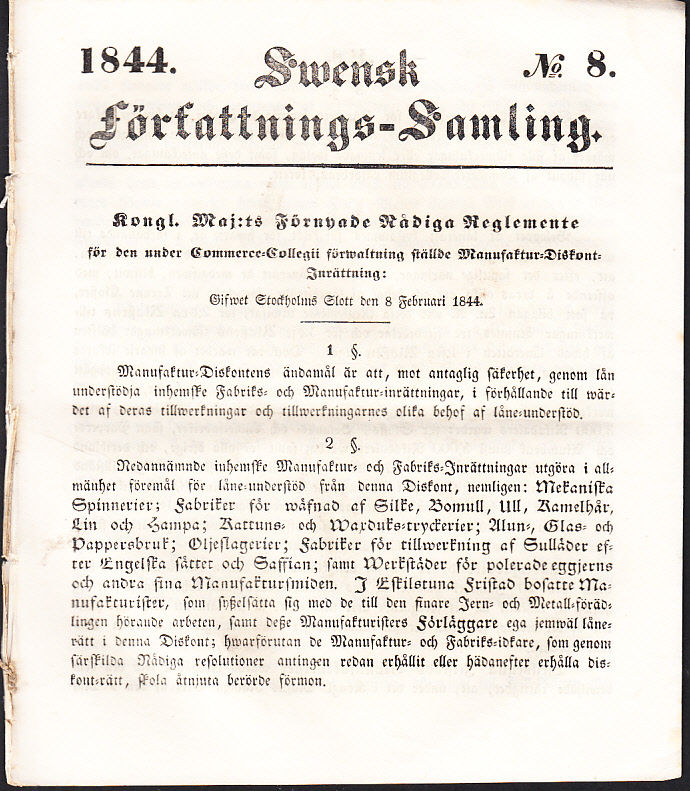 1844. Swensk № 8.
Författnings-Samling.
Kongl. Maj:ts Förnyade Nådiga Reglemente
för den under Commerce-Collegii förwaltning ställde Manufaktur-Diskont-
Inrättning:
Gifwet Stockholms Slott den 8 Februari 1844.
1 §.
Manufaktur-Diskontens ändamål är att, mot antaglig säkerhet, genom lån
understödja inhemske Fabriks- och Manufaktur-inrättningar, i förhållande till wär-
det af deras tillwerkningar och tillwerkningarnes olika behof af låne-understöd.
2 §.
Nedannämnde inhemske Manufaktur- och Fabriks-Inrättningar utgöra i all-
mänhet föremål för låne-understöd från denna Diskont, nemligen: Mekaniska
Spinnerier; Fabriker för wäfnad af Silke, Bomull, Ull, Kamelhår,
Lin och Hampa; Kattuns- och Waxduks-tryckerier; Alun-, Glas- och
Pappersbruk; Oljeslagerier; Fabriker för tillwerkning af Sulläder ef-
ter Engelska sättet och Saffian; samt Werkstäder för polerade eggjerns
och andra fina Manufaktursmiden. I Eskilstuna Fristad bosatte Ma-
nufakturister, som sysselsätta sig med de till den finare Jern- och Metall-föräd-
lingen hörande arbeten, samt desse Manufakturisters Förläggare ega jemwäl låne-
rätt i denna Diskont; hwarförutan de Manufaktur- och Fabriks-idkare, som genom
särskilda Nådiga resolutioner antingen redan erhållit eller hädanefter erhålla dis-
kont-rätt, skola åtnjuta berörde förmon.